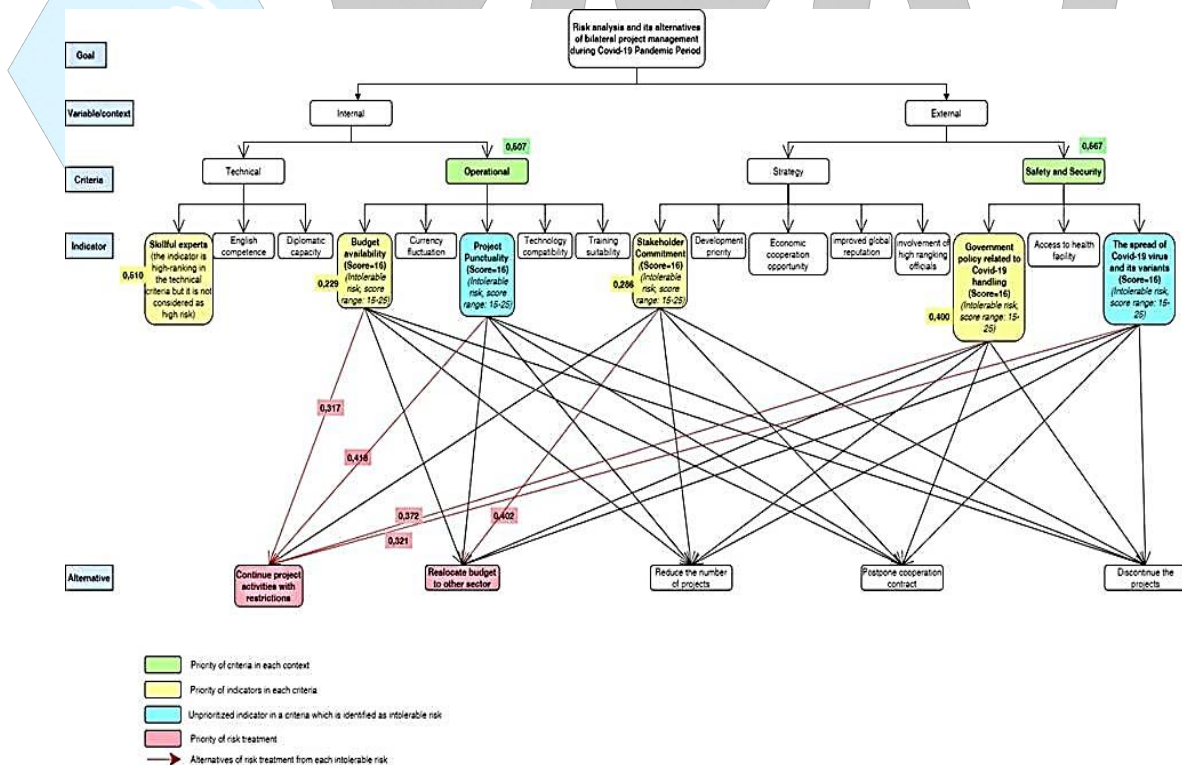 Risk analysis and its alternatives
of bilateral project management
during Covid-19 Pandemic Period
Goal
Variable/context
Internal
External
0,607
0,667
Criteria
Technical
Operational
Strategy
Safety and Security
Indicator
Skillful experts
(the indicator is
high-ranking in
the technical
criteria but it is not
considered as
high risk)
0,510
English
competence
Diplomatic
capacity
Budget
availability
(Score=16)
(Intolerable
risk, score
range: 15-25)
0,229
Currency
fluctuation
Project
Punctuality
(Score=16)
(Intolerable
risk, score
range: 15-25)
Technology
compatibility
Training
suitability
Stakeholder
Commitment
(Score=16)
(Intolerable
risk, score
range: 15-25)
0,286
Development
priority
Economic
cooperation
opportunity
improved global
reputation
involvement of
high rangking
officials
Government
policy related to
Covid-19
handling
(Score=16)
(Intolerable risk,
score range: 15-
25)
0,400
Access to health
facility
The spread of
Covid-19 virus
and its variants
(Score=16)
(Intolerable risk,
score range: 15-
25)
0,317
0,418
0,372
0,402
0,321
Alternative
Continue project
activities with
restrictions
Realocate budget
to other sector
Reduce the number
of projects
Postpone cooperation
contract
Discontinue the
projects
Priority of criteria in each context
Priority of indicators in each criteria
Unprioritized indicator in a criteria which is identified as intolerable risk
Priority of risk treatment
Alternatives of risk treatment from each intolerable risk